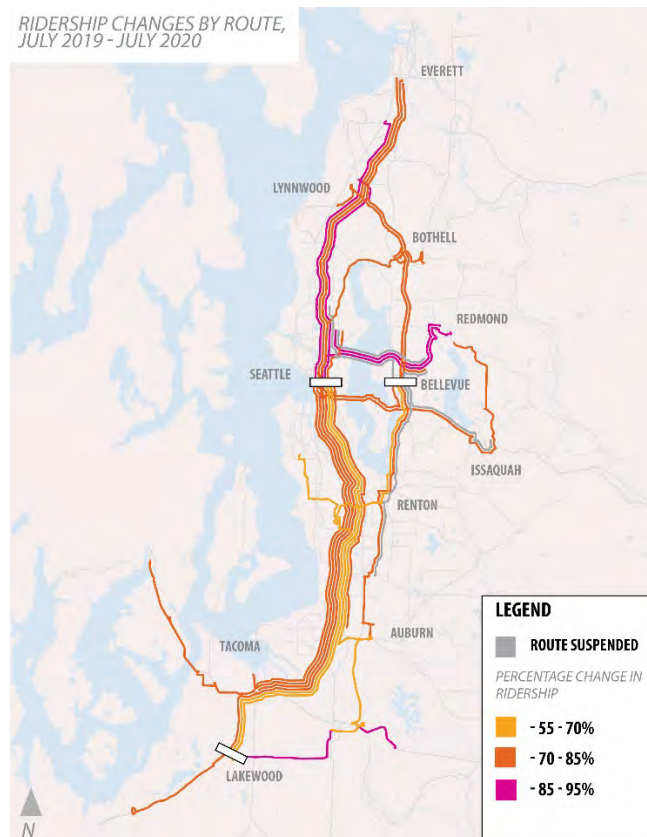 RIDERSHIP CHANGES BY ROUTE,
JULY 2019 - JULY 2020
EVERETT
LYNNWOOD
BOTHELL
REDMOND
SEATTLE
BELLEVUE
ISSAQUAH
RENTON
AUBURN
TACOMA
LAKEWOOD
N
LEGEND
ROUTE SUSPENDED
PERCENTAGE CHANGE IN
RIDERSHIP
- 55 - 70%
- 70 - 85%
- 85 - 95%